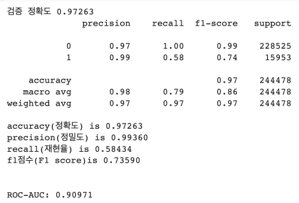 검증 정확도 0.97263
precision recall f1-score support
0 0.97 1.00 0.99 228525
1 0.99 0.58 0.74 15953
accuracy 0.97 244478
macro avg 0.98 0.79 0.86 244478
weighted avg 0.97 0.97 0.97 244478
accuracy(정확도) is 0.97263
precision(정밀도) is 0.99360
recall(재현율) is 0.58434
f1점수(F1 score)is 0.73590
ROC-AUC: 0.90971